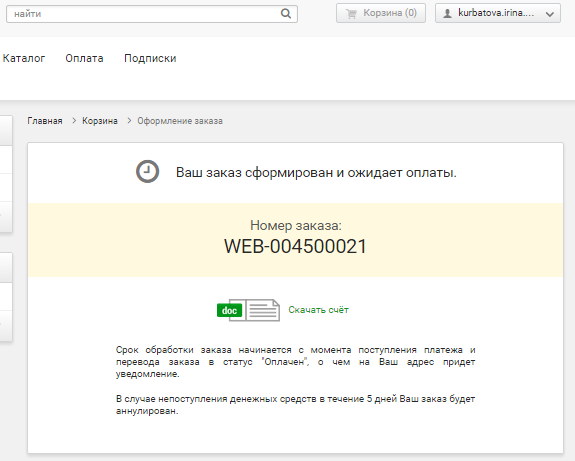 найти
Корзина (0)
kurbatova.irina....
Каталог Оплата Подписки
Главная > Корзина > Оформление заказа
Ваш заказ сформирован и ожидает оплаты.
Номер заказа:
WEB-004500021
doc Скачать счёт
Срок обработки заказа начинается с момента поступления платежа и
перевода заказа в статус "Оплачен", о чем на Ваш адрес придет
уведомление.
В случае непоступления денежных средств в течение 5 дней Ваш заказ будет
аннулирован.